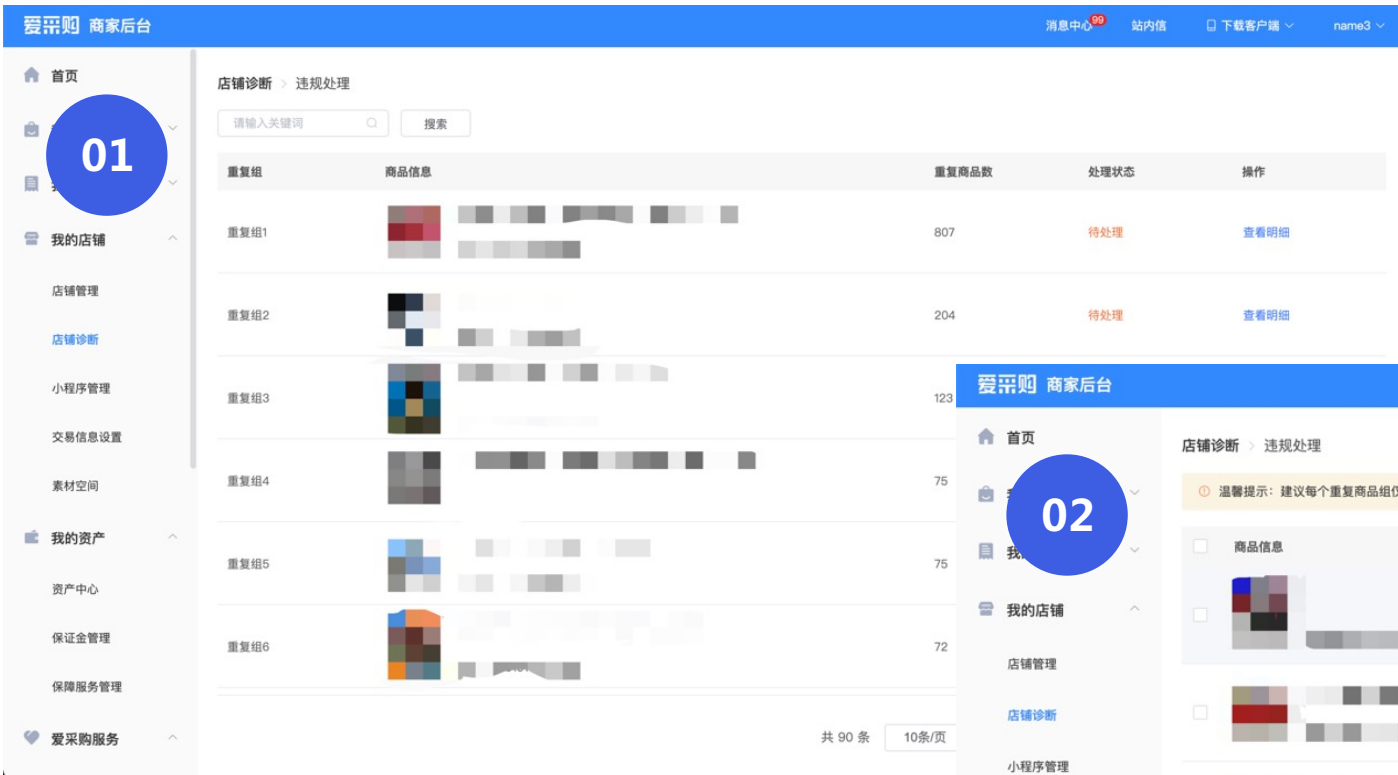 爱采购 商家后台
消息中心 99 站内信 下载客户端 name3
首页
01
我的店铺
店铺管理
店铺诊断
小程序管理
交易信息设置
素材空间
我的资产
资产中心
保证金管理
保障服务管理
爱采购服务
店铺诊断 > 违规处理
请输入关键词 搜索
重复组 商品信息 重复商品数 处理状态 操作
重复组1 807 待处理 查看明细
重复组2 204 待处理 查看明细
重复组3 123
重复组4 75
重复组5 75
重复组6 72
共 90 条 10条/页
爱采购 商家后台
首页
02
我
我的店铺
店铺管理
店铺诊断
小程序管理
店铺诊断 > 违规处理
温馨提示：建议每个重复商品组仅
商品信息